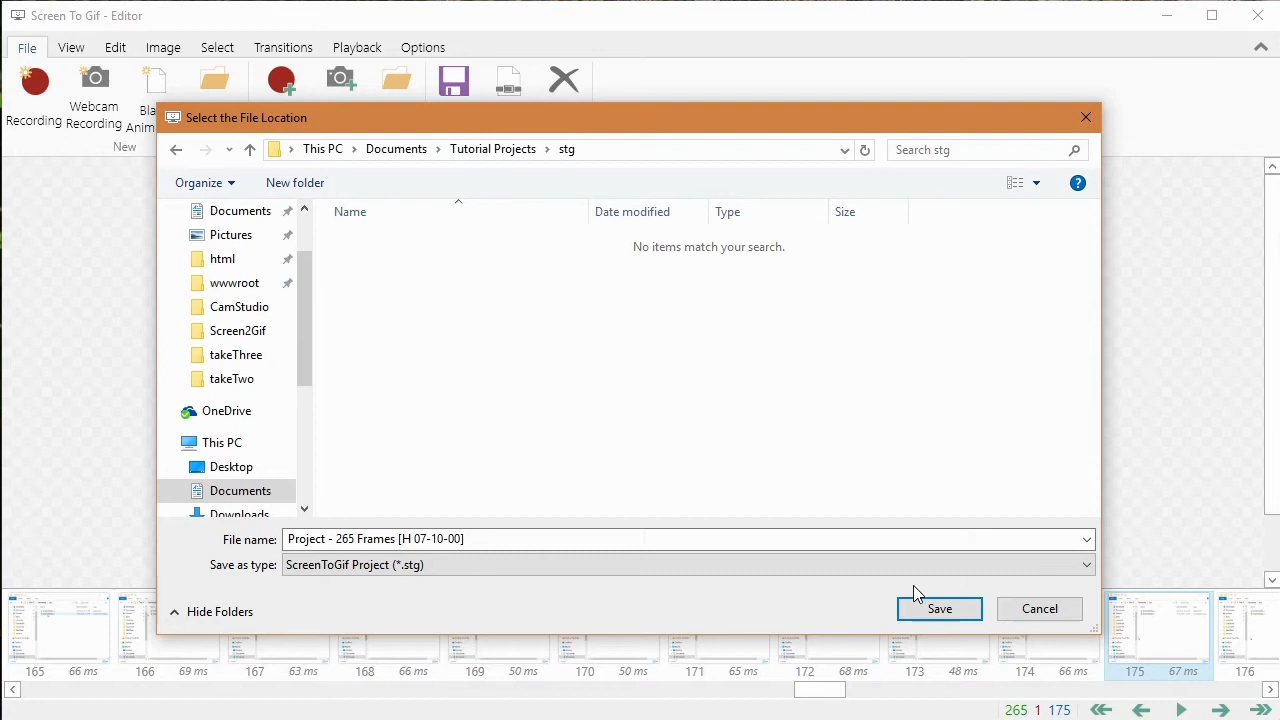 Screen To Gif - Editor
File View Edit Image Select Transitions Playback Options
Recording
Webcam Recording
Bla
Anim
New
Select the File Location
This PC Documents Tutorial Projects stg
Search stg
Organize New folder
Name Date modified Type Size
No items match your search.
Documents
Pictures
html
wwwroot
CamStudio
Screen2Gif
takeThree
takeTwo
OneDrive
This PC
Desktop
Documents
Downloads
File name: Project - 265 Frames [H 07-10-00]
Save as type: ScreenToGif Project (*.stg)
Hide Folders Save Cancel
165 66 ms 166 69 ms 167 63 ms 168 68 ms 169 30 ms 170 50 ms 171 65 ms 172 68 ms 173 48 ms 174 66 ms 175 67 ms 176
265 1 175